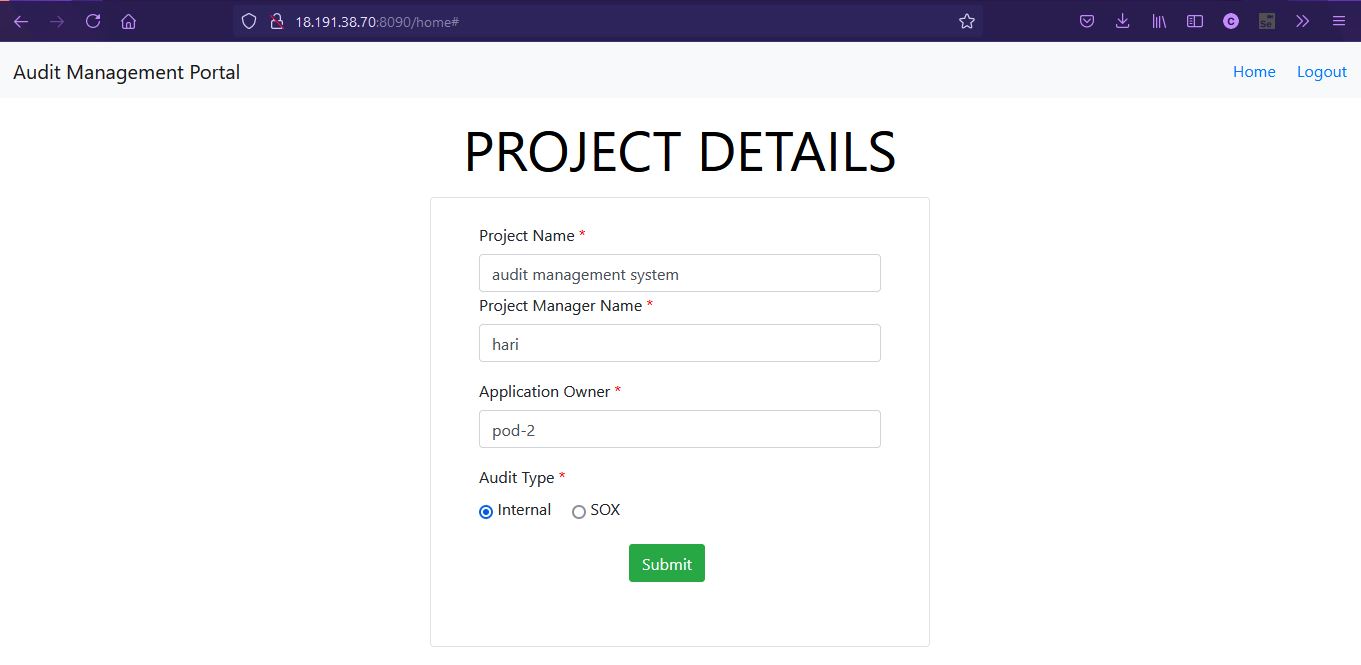 18.191.38.70:8090/home#
C
Se
Audit Management Portal
Home Logout
PROJECT DETAILS
Project Name *
audit management system
Project Manager Name *
hari
Application Owner *
pod-2
Audit Type *
Internal SOX
Submit